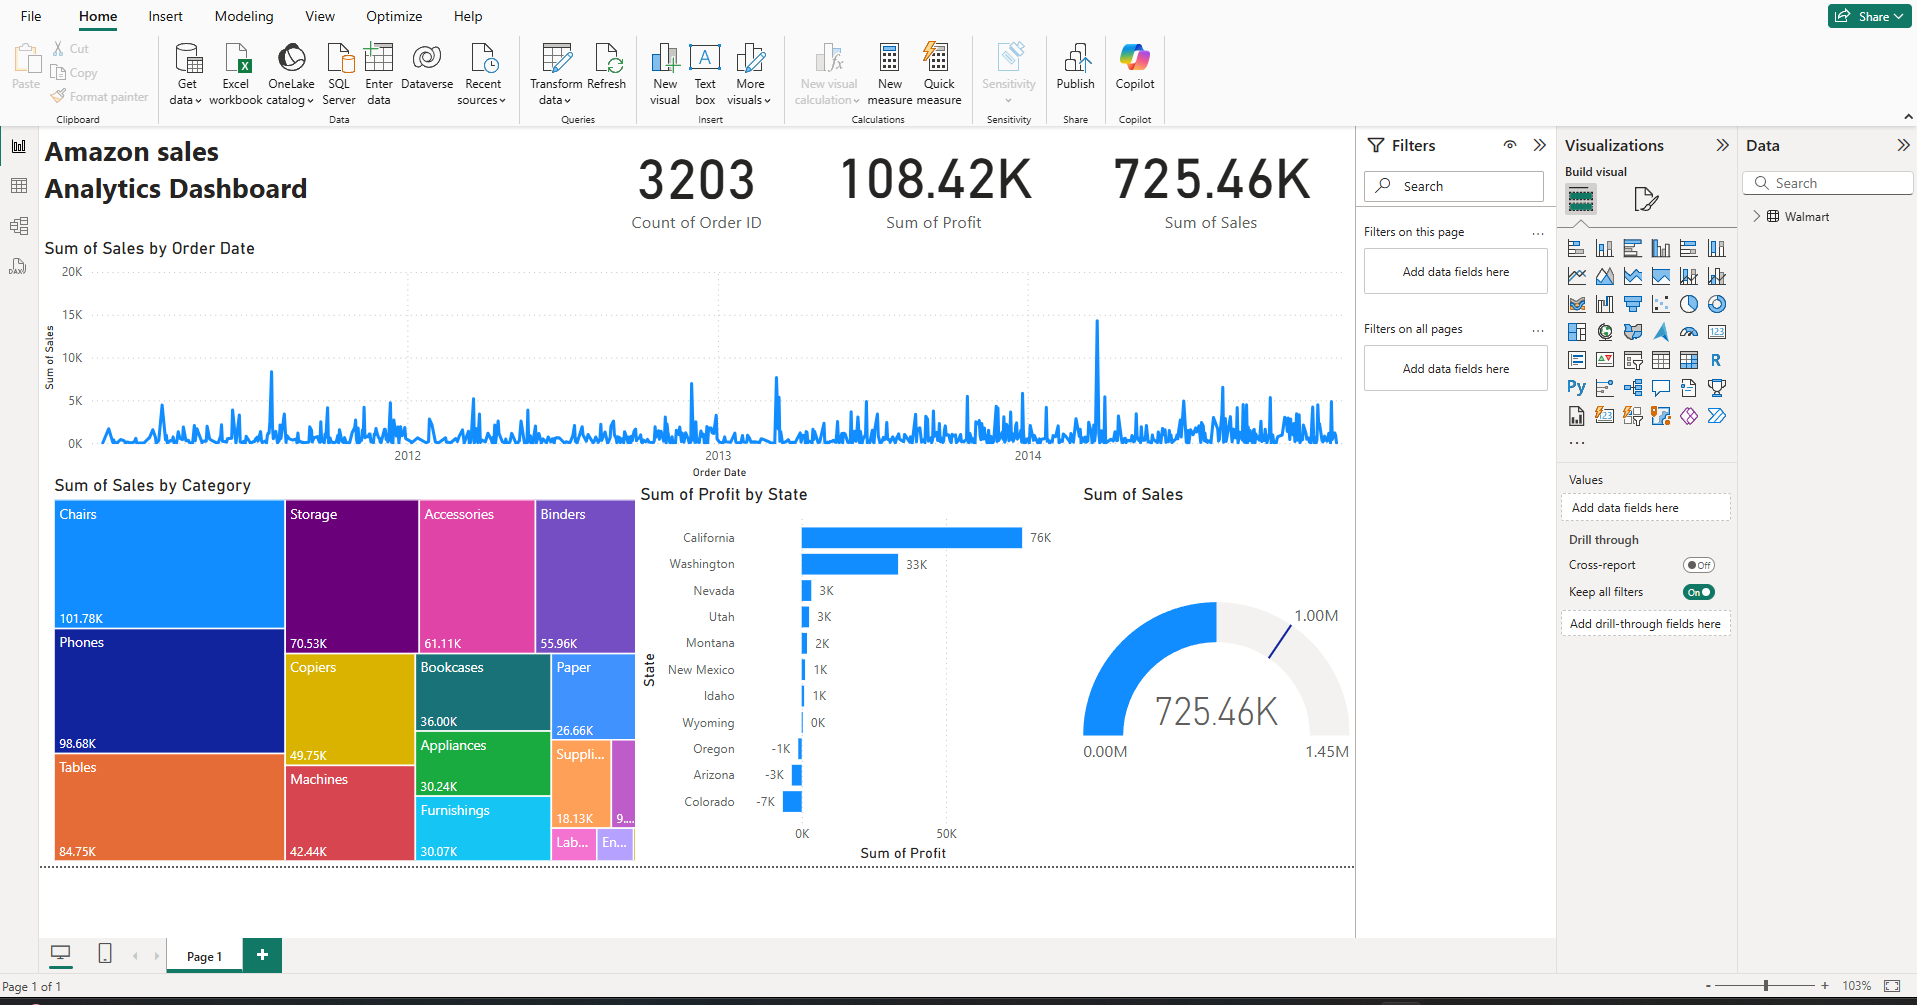 File Home Insert Modeling View Optimize Help Share
Paste
Cut
Copy
Format painter
Get data
Excel workbook
OneLake catalog
SQL Server
Enter data
Dataverse
Recent sources
Transform data
Refresh
New visual
Text box
More visuals
New visual calculation
New measure
Quick measure
Sensitivity
Publish
Copilot
Clipboard Data Queries Insert Calculations Sensitivity Share Copilot
Amazon sales
Analytics Dashboard
3203
Count of Order ID
108.42K
Sum of Profit
725.46K
Sum of Sales
Sum of Sales by Order Date
Sum of Sales
20K
15K
10K
5K
0K
2012 2013 2014
Order Date
Sum of Sales by Category
Chairs
101.78K
Phones
98.68K
Tables
84.75K
Storage
70.53K
Copiers
49.75K
Machines
42.44K
Accessories
61.11K
Binders
55.96K
Bookcases
36.00K
Appliances
30.24K
Furnishings
30.07K
Paper
26.66K
Suppli...
18.13K
9....
Lab...
En...
Sum of Profit by State
State
California 76K
Washington 33K
Nevada 3K
Utah 3K
Montana 2K
New Mexico 1K
Idaho 1K
Wyoming 0K
Oregon -1K
Arizona -3K
Colorado -7K
0K 50K
Sum of Profit
Sum of Sales
1.00M
725.46K
0.00M 1.45M
Filters
Search
Filters on this page ...
Add data fields here
Filters on all pages ...
Add data fields here
Visualizations
Build visual
123
R
Py
123
...
Values
Add data fields here
Drill through
Cross-report Off
Keep all filters On
Add drill-through fields here
Data
Search
Walmart
DAX
Page 1 +
Page 1 of 1
- + 103%